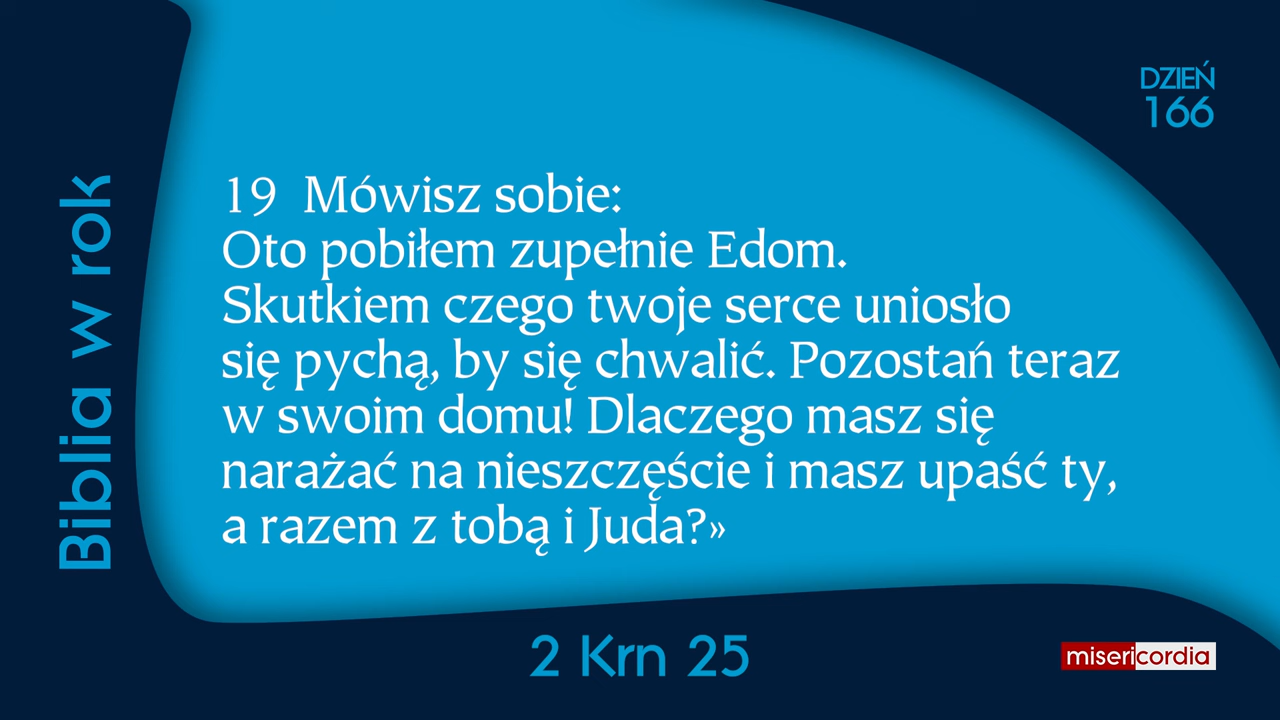 Biblia w rok
DZIEŃ
166
19 Mówisz sobie:
Oto pobiłem zupełnie Edom.
Skutkiem czego twoje serce uniosło
się pychą, by się chwalić. Pozostań teraz
w swoim domu! Dlaczego masz się
narażać na nieszczęście i masz upaść ty,
a razem z tobą i Juda?»
2 Krn 25
misericordia